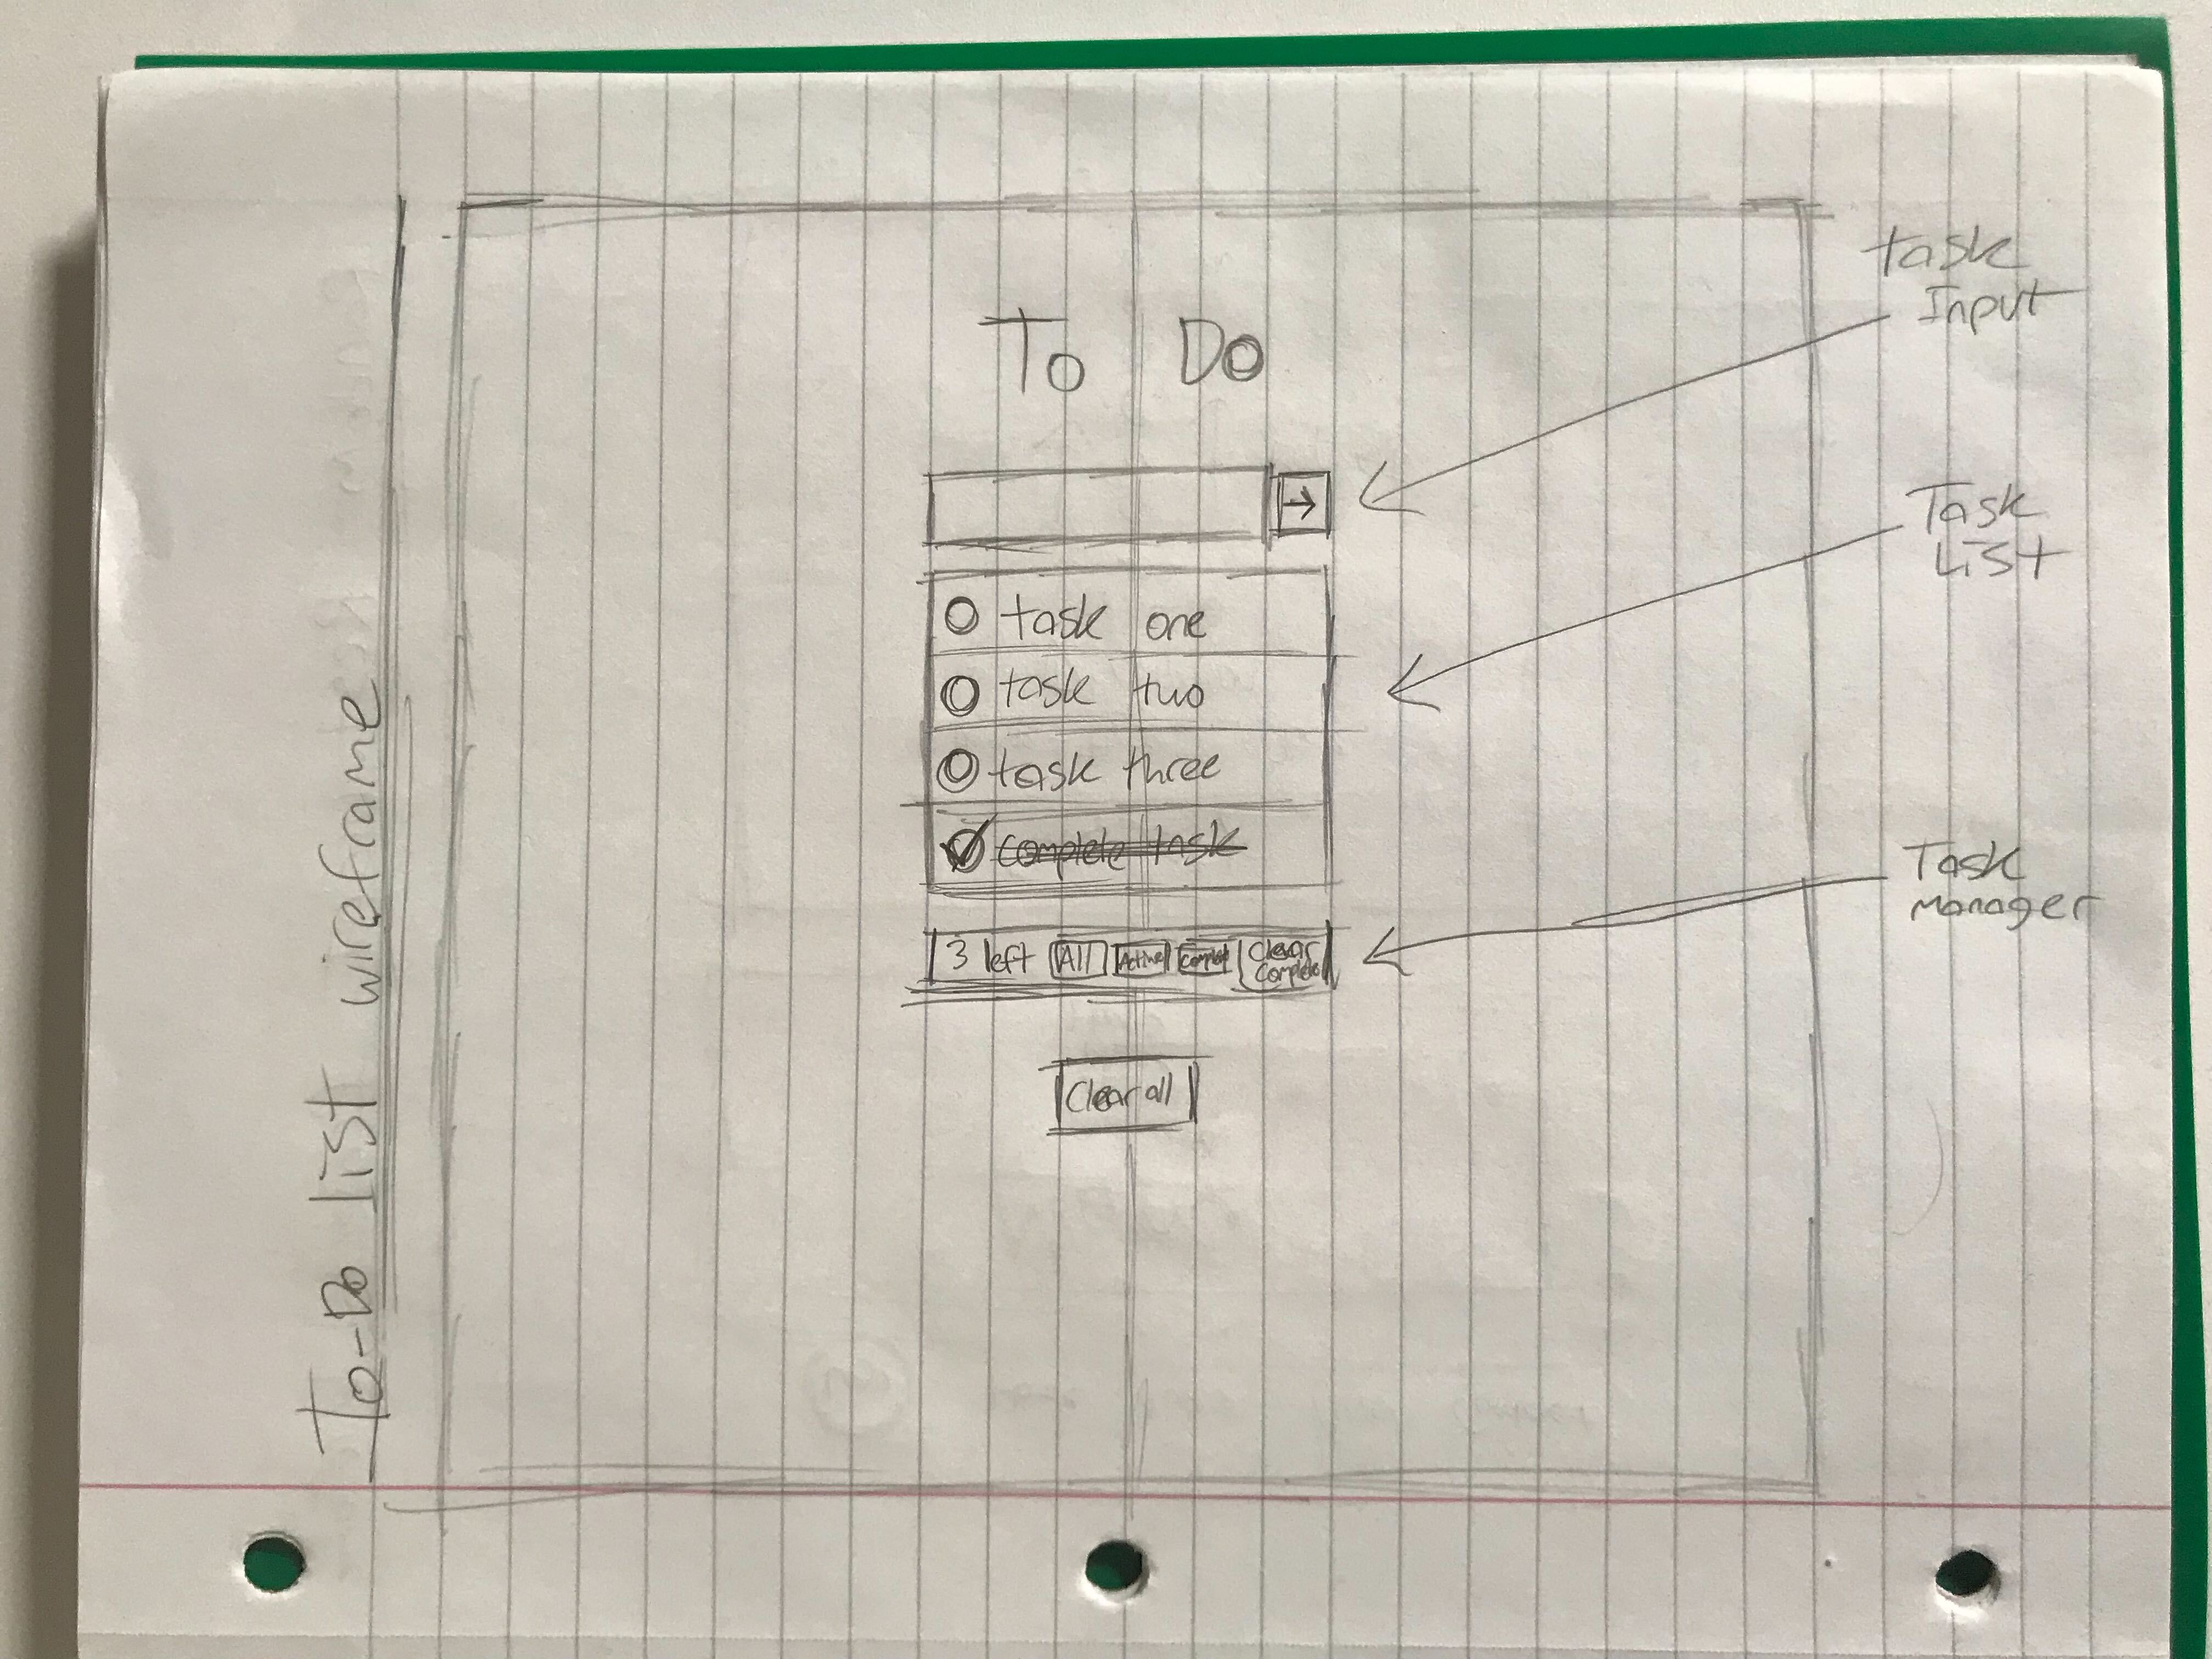 To-Do list wireframe
To Do
→
task one
task two
task three
complete task
3 left All Active Complete Clear
Complete
Clear all
task
Input
Task
List
Task
Manager